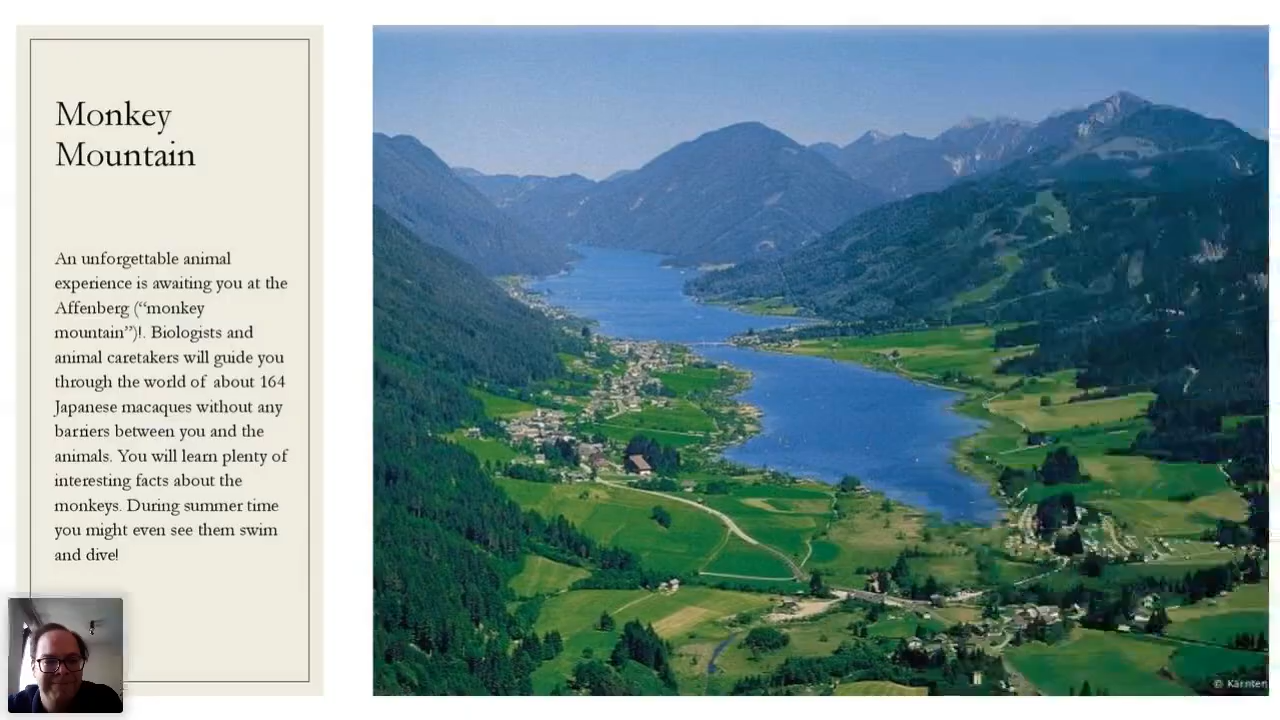 Monkey
Mountain
An unforgettable animal
experience is awaiting you at the
Affenberg (“monkey
mountain”)!. Biologists and
animal caretakers will guide you
through the world of about 164
Japanese macaques without any
barriers between you and the
animals. You will learn plenty of
interesting facts about the
monkeys. During summer time
you might even see them swim
and dive!
© Kärnten